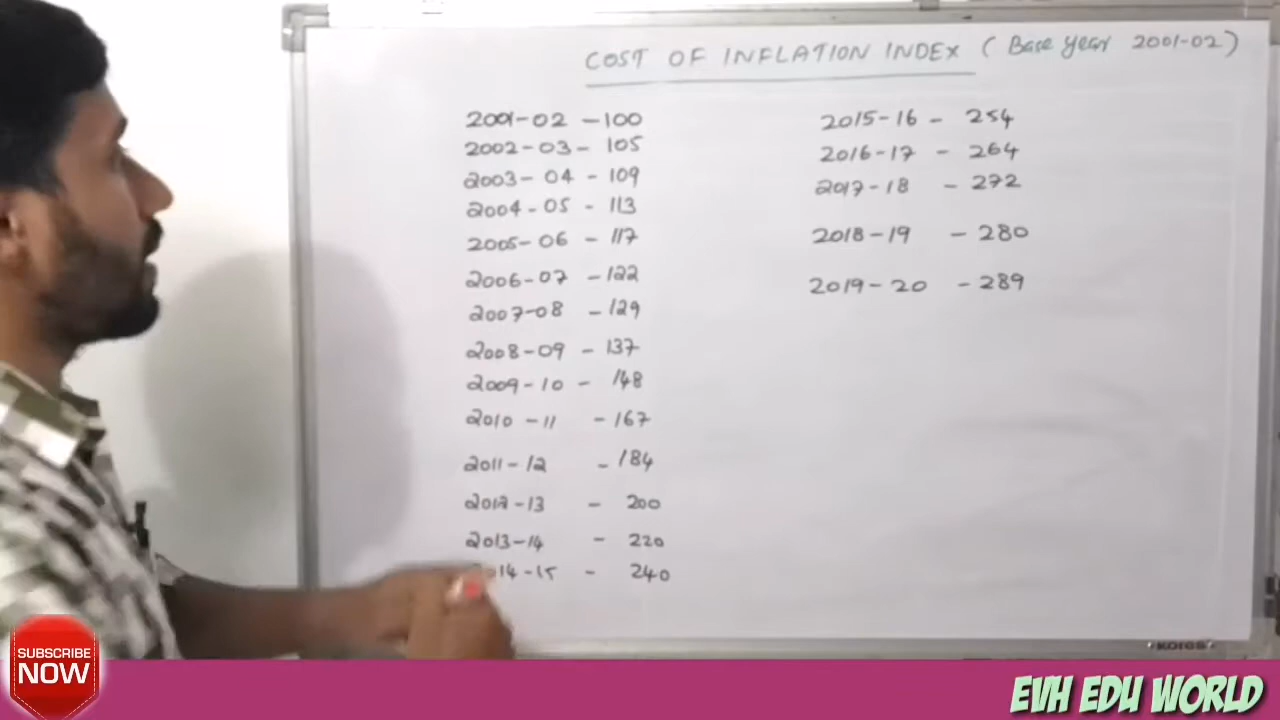 COST OF INFLATION INDEX ( Base year 2001-02 )
2001-02 - 100
2002-03 - 105
2003-04 - 109
2004-05 - 113
2005-06 - 117
2006-07 - 122
2007-08 - 129
2008-09 - 137
2009-10 - 148
2010-11 - 167
2011-12 - 184
2012-13 - 200
2013-14 - 220
2014-15 - 240
2015-16 - 254
2016-17 - 264
2017-18 - 272
2018-19 - 280
2019-20 - 289
SUBSCRIBE
NOW
EVH EDU WORLD